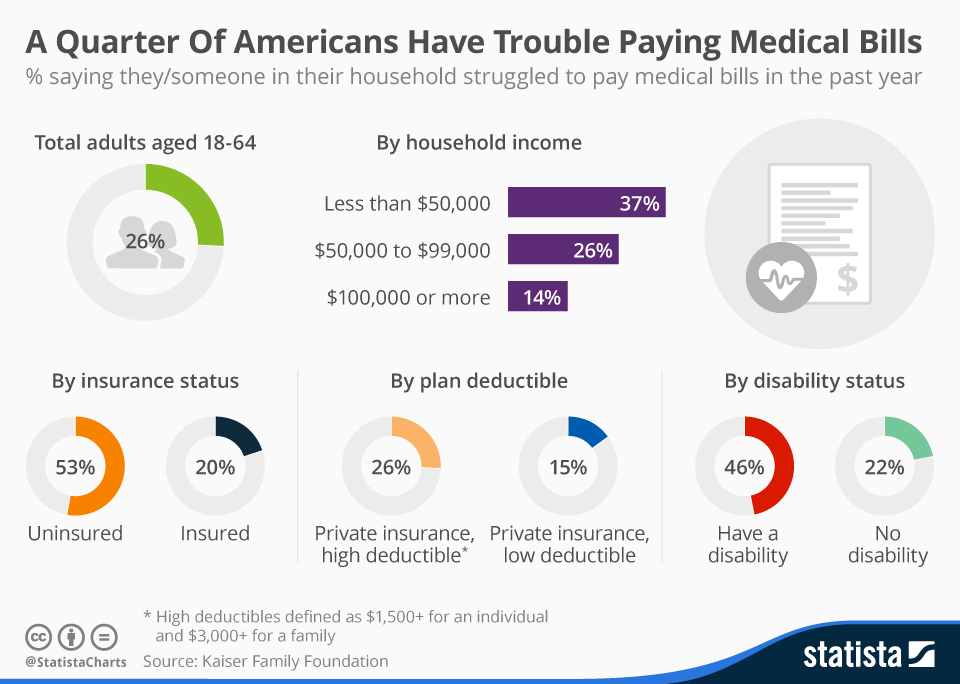 A Quarter Of Americans Have Trouble Paying Medical Bills
% saying they/someone in their household struggled to pay medical bills in the past year
Total adults aged 18-64
26%
By household income
Less than $50,000 37%
$50,000 to $99,000 26%
$100,000 or more 14%
$
By insurance status
53%
Uninsured
20%
Insured
By plan deductible
26%
Private insurance,
high deductible*
15%
Private insurance,
low deductible
By disability status
46%
Have a
disability
22%
No
disability
* High deductibles defined as $1,500+ for an individual
and $3,000+ for a family
cc
@StatistaCharts
Source: Kaiser Family Foundation
statista